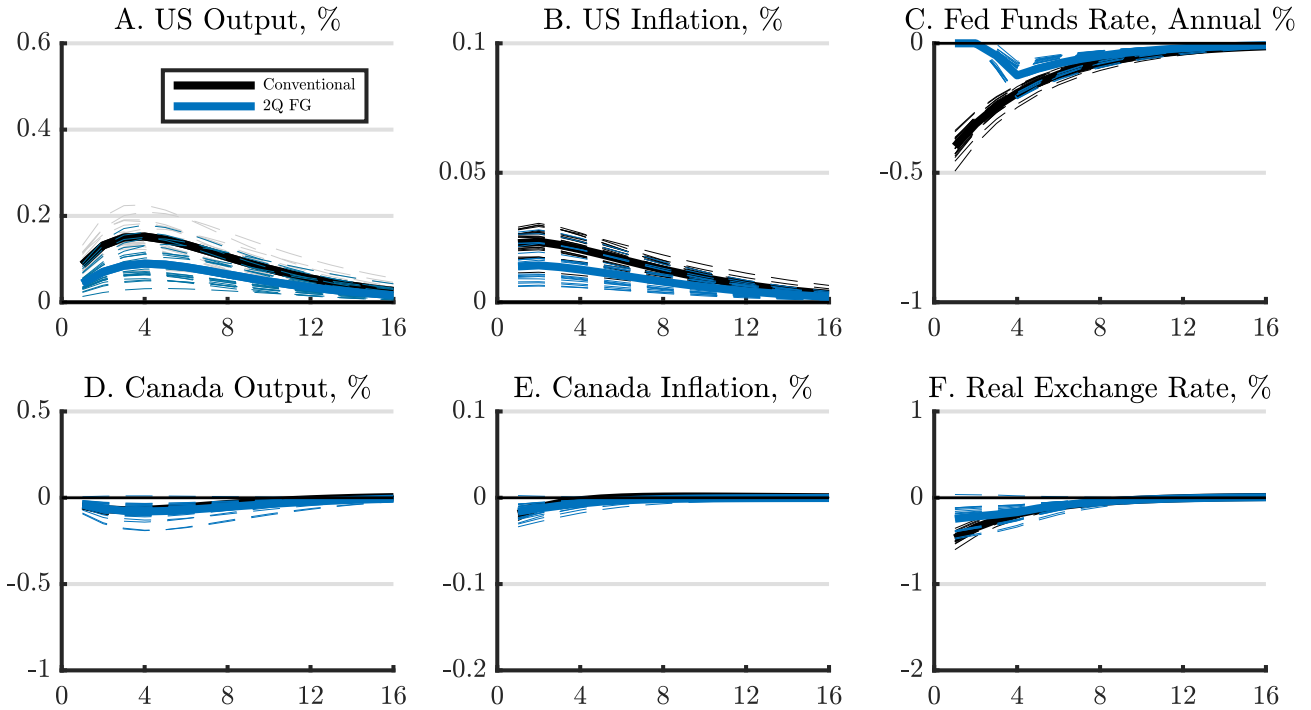 A. US Output, %
B. US Inflation, %
C. Fed Funds Rate, Annual %
0.6
0.4
0.2
0
Conventional
2Q FG
0 4 8 12 16
0.1
0.05
0
0 4 8 12 16
0
-0.5
-1
0 4 8 12 16
D. Canada Output, %
E. Canada Inflation, %
F. Real Exchange Rate, %
0.5
0
-0.5
-1
0 4 8 12 16
0.1
0
-0.1
-0.2
0 4 8 12 16
1
0
-1
-2
0 4 8 12 16